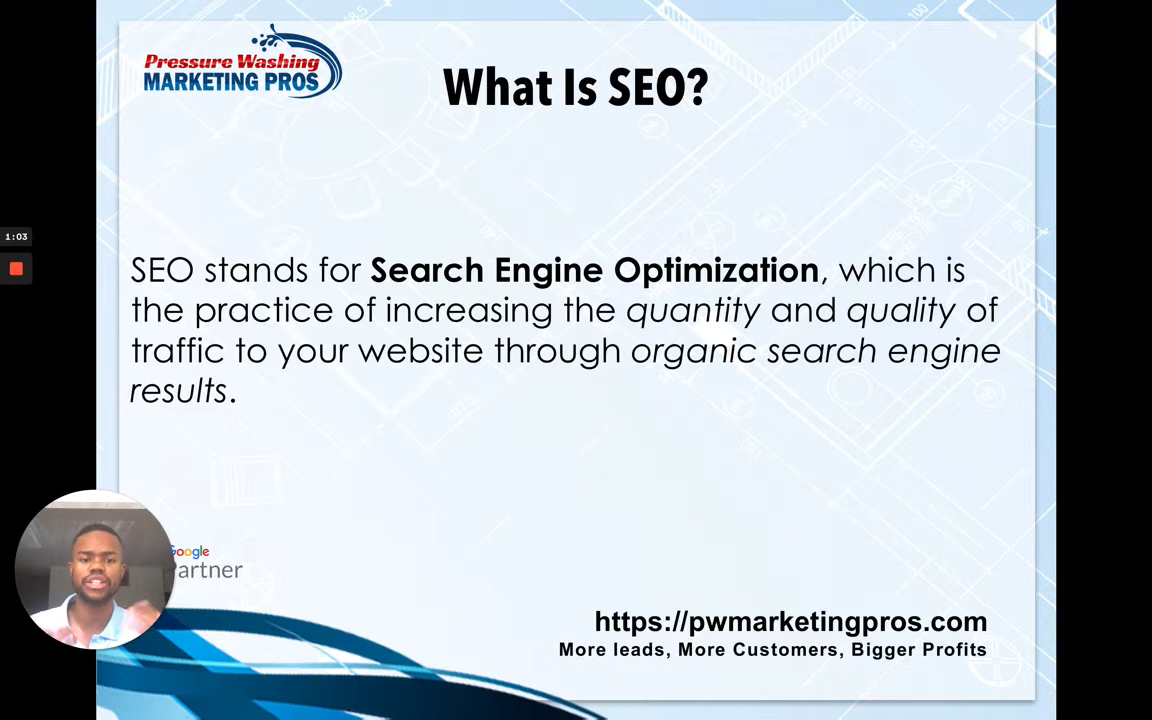 Pressure Washing
MARKETING PROS
What Is SEO?
1:03
SEO stands for Search Engine Optimization, which is
the practice of increasing the quantity and quality of
traffic to your website through organic search engine
results.
Google
Partner
https://pwmarketingpros.com
More leads, More Customers, Bigger Profits